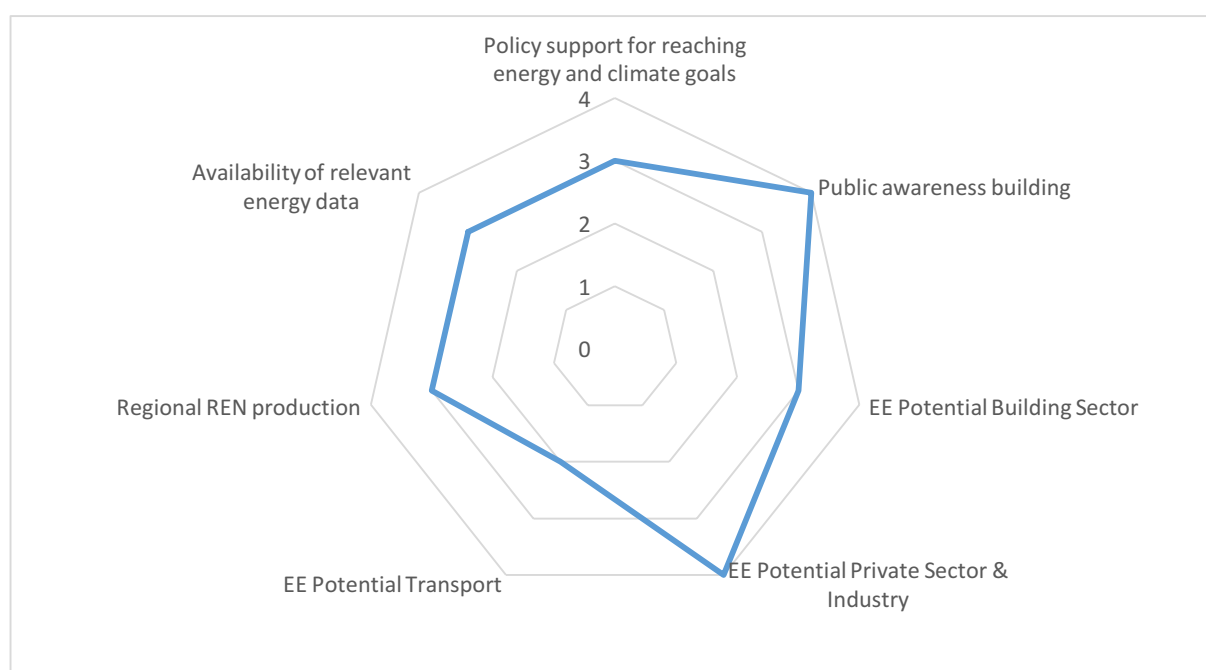 Policy support for reaching
energy and climate goals
4
Availability of relevant
energy data
3
Public awareness building
2
1
0
Regional REN production
EE Potential Building Sector
EE Potential Transport
EE Potential Private Sector &
Industry